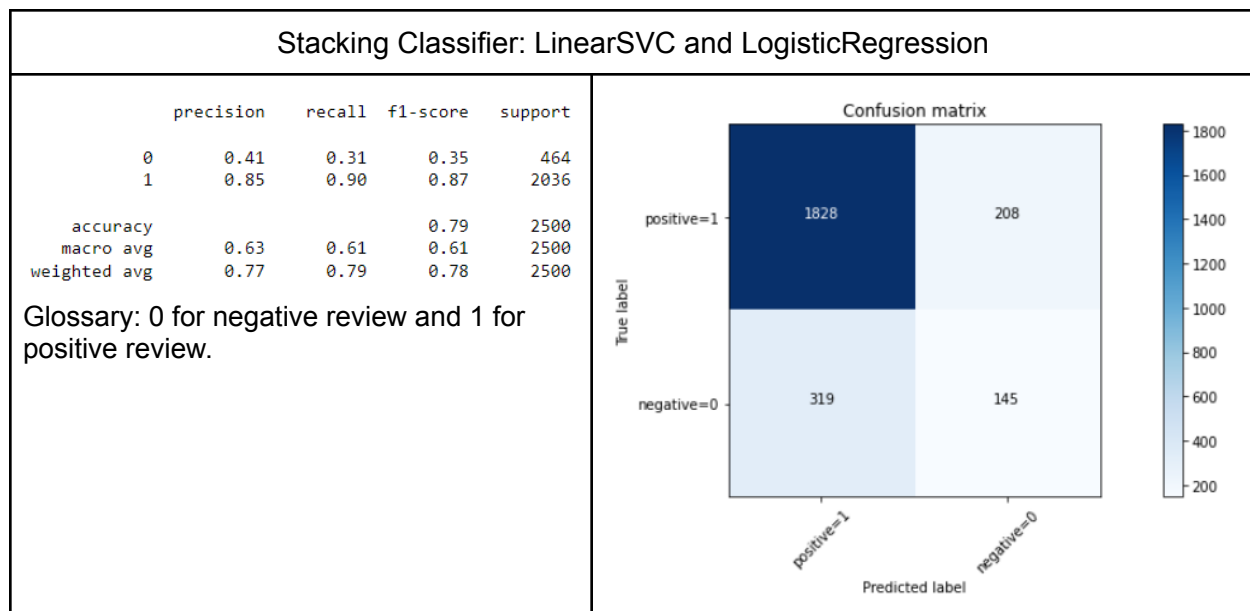 Stacking Classifier: LinearSVC and LogisticRegression
precision recall f1-score support
0 0.41 0.31 0.35 464
1 0.85 0.90 0.87 2036
accuracy 0.79 2500
macro avg 0.63 0.61 0.61 2500
weighted avg 0.77 0.79 0.78 2500
Glossary: 0 for negative review and 1 for
positive review.
Confusion matrix
True label
positive=1
1828 208
negative=0
319 145
positive=1
negative=0
Predicted label
1800
1600
1400
1200
1000
800
600
400
200